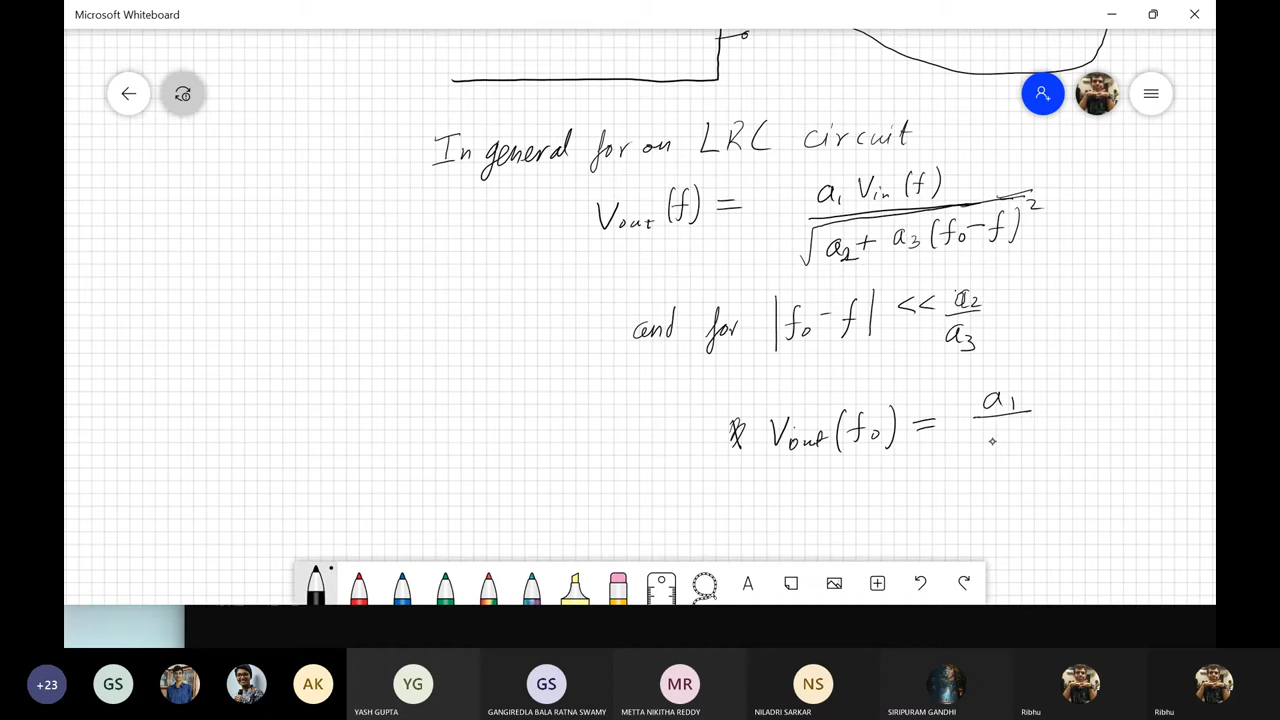 Microsoft Whiteboard
In general for an LRC circuit
Vout (f) = a₁ Vin (f) / √(a₂ + a₃ (f₀ - f)²)
and for |f₀ - f| << a₂ / a₃
Vout (f₀) = a₁
A
+23
GS
AK
YG
GS
MR
NS
YASH GUPTA
GANGIREDLA BALA RATNA SWAMY
METTA NIKITHA REDDY
NILADRI SARKAR
SIRIPURAM GANDHI
Ribhu
Ribhu